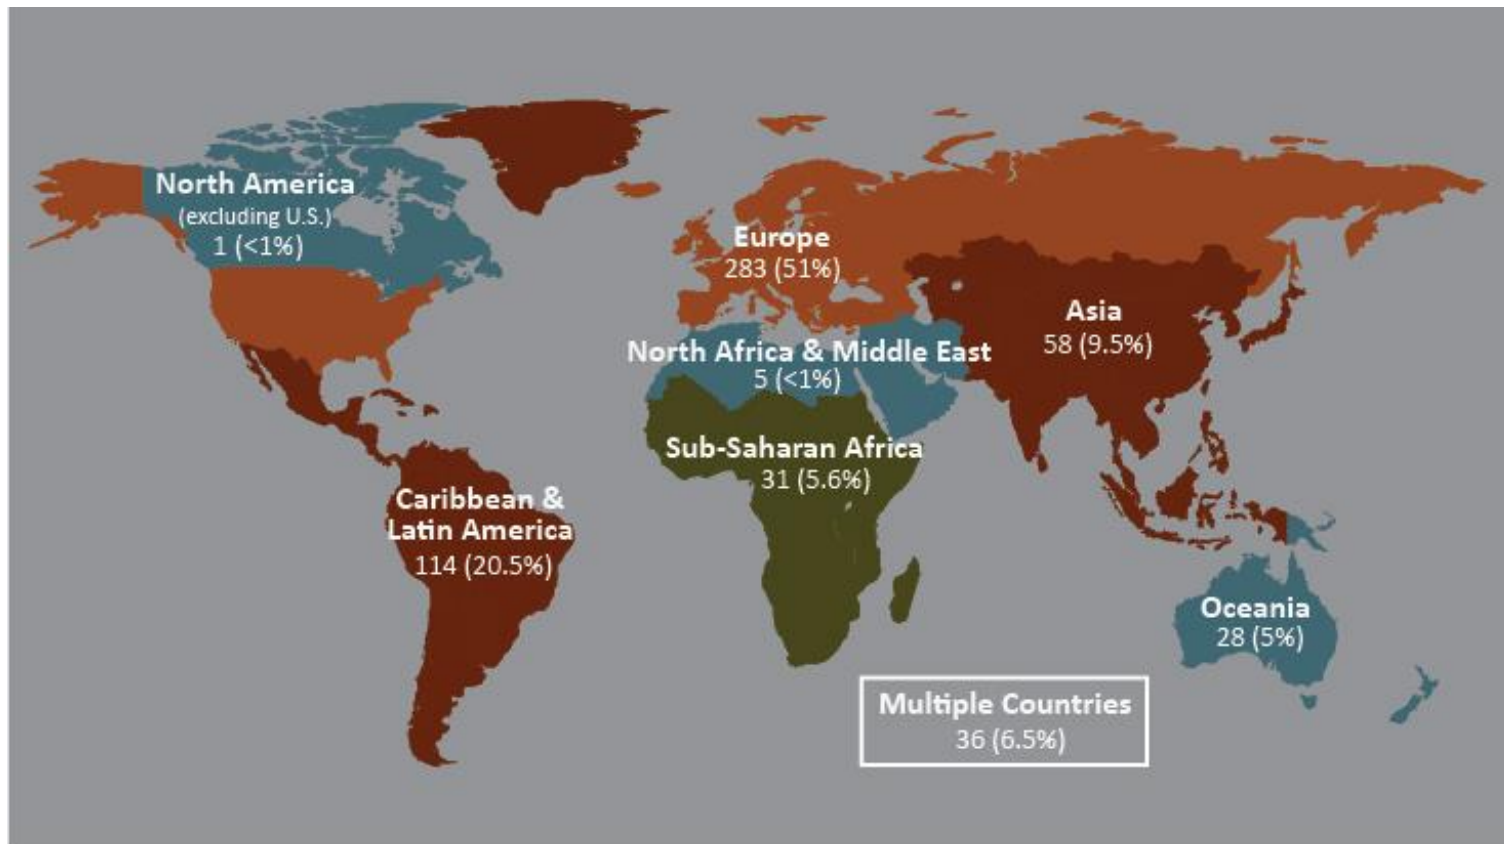 North America
(excluding U.S.)
1 (<1%)
Europe
283 (51%)
Asia
58 (9.5%)
North Africa & Middle East
5 (<1%)
Sub-Saharan Africa
31 (5.6%)
Caribbean &
Latin America
114 (20.5%)
Oceania
28 (5%)
Multiple Countries
36 (6.5%)